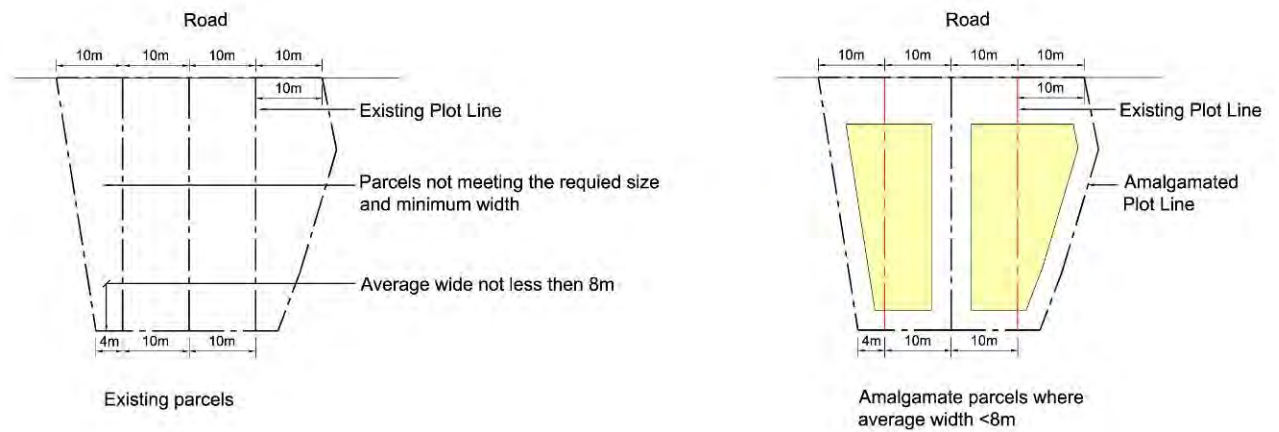 Road
10m 10m 10m 10m
10m
Existing Plot Line
Parcels not meeting the requied size
and minimum width
Average wide not less then 8m
4m 10m 10m
Existing parcels
Road
10m 10m 10m 10m
10m
Existing Plot Line
Amalgamated
Plot Line
4m 10m 10m
Amalgamate parcels where
average width <8m